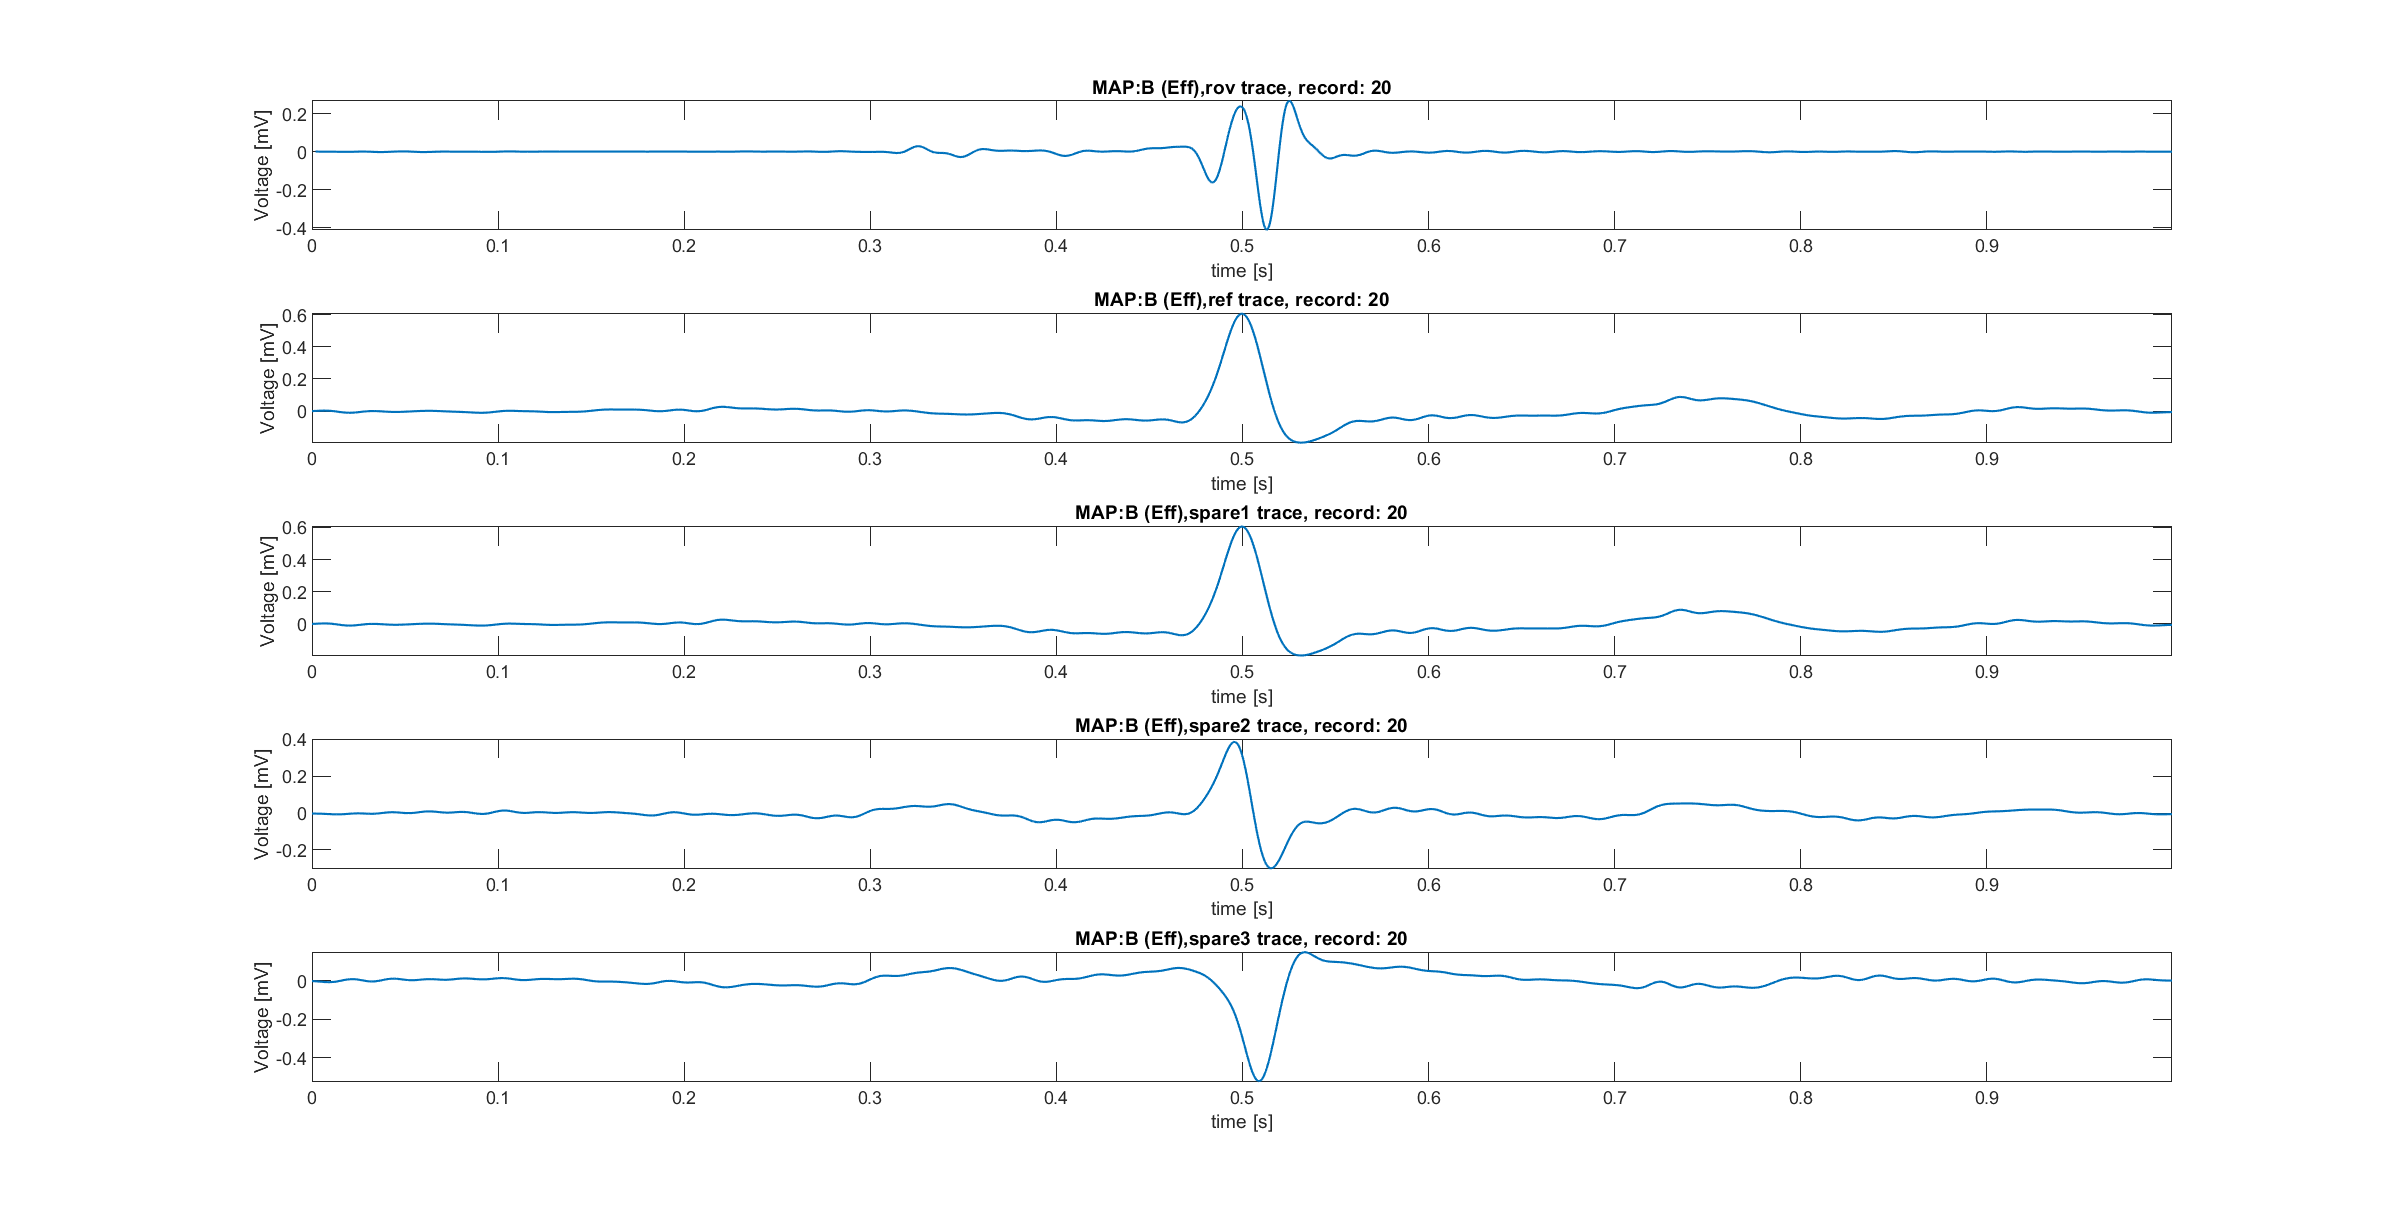 MAP:B (Eff),rov trace, record: 20
Voltage [mV]
0.2
0
-0.2
-0.4
0 0.1 0.2 0.3 0.4 0.5 0.6 0.7 0.8 0.9
time [s]
MAP:B (Eff),ref trace, record: 20
Voltage [mV]
0.6
0.4
0.2
0
0 0.1 0.2 0.3 0.4 0.5 0.6 0.7 0.8 0.9
time [s]
MAP:B (Eff),spare1 trace, record: 20
Voltage [mV]
0.6
0.4
0.2
0
0 0.1 0.2 0.3 0.4 0.5 0.6 0.7 0.8 0.9
time [s]
MAP:B (Eff),spare2 trace, record: 20
Voltage [mV]
0.4
0.2
0
-0.2
0 0.1 0.2 0.3 0.4 0.5 0.6 0.7 0.8 0.9
time [s]
MAP:B (Eff),spare3 trace, record: 20
Voltage [mV]
0
-0.2
-0.4
0 0.1 0.2 0.3 0.4 0.5 0.6 0.7 0.8 0.9
time [s]